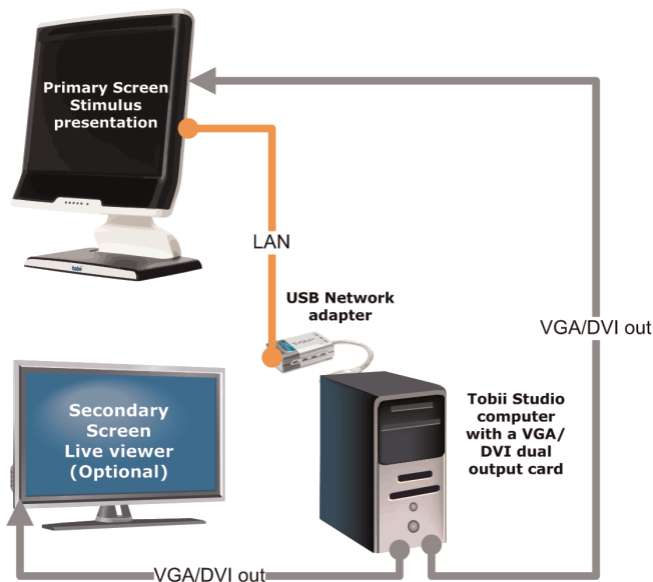 Primary Screen
Stimulus
presentation
tobii
LAN
USB Network
adapter
VGA/DVI out
Secondary
Screen
Live viewer
(Optional)
Tobii Studio
computer
with a VGA/
DVI dual
output card
VGA/DVI out